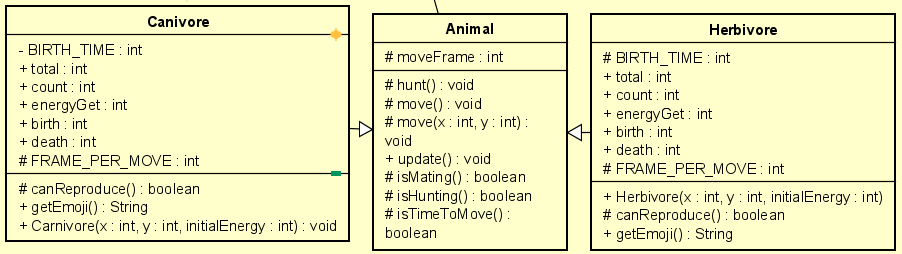 Canivore
- BIRTH_TIME : int
+ total : int
+ count : int
+ energyGet : int
+ birth : int
+ death : int
# FRAME_PER_MOVE : int
# canReproduce() : boolean
+ getEmoji() : String
+ Carnivore(x : int, y : int, initialEnergy : int) : void
Animal
# moveFrame : int
# hunt() : void
# move() : void
# move(x : int, y : int) :
void
+ update() : void
# isMating() : boolean
# isHunting() : boolean
# isTimeToMove() :
boolean
Herbivore
# BIRTH_TIME : int
+ total : int
+ count : int
+ energyGet : int
+ birth : int
+ death : int
# FRAME_PER_MOVE : int
+ Herbivore(x : int, y : int, initialEnergy : int)
# canReproduce() : boolean
+ getEmoji() : String